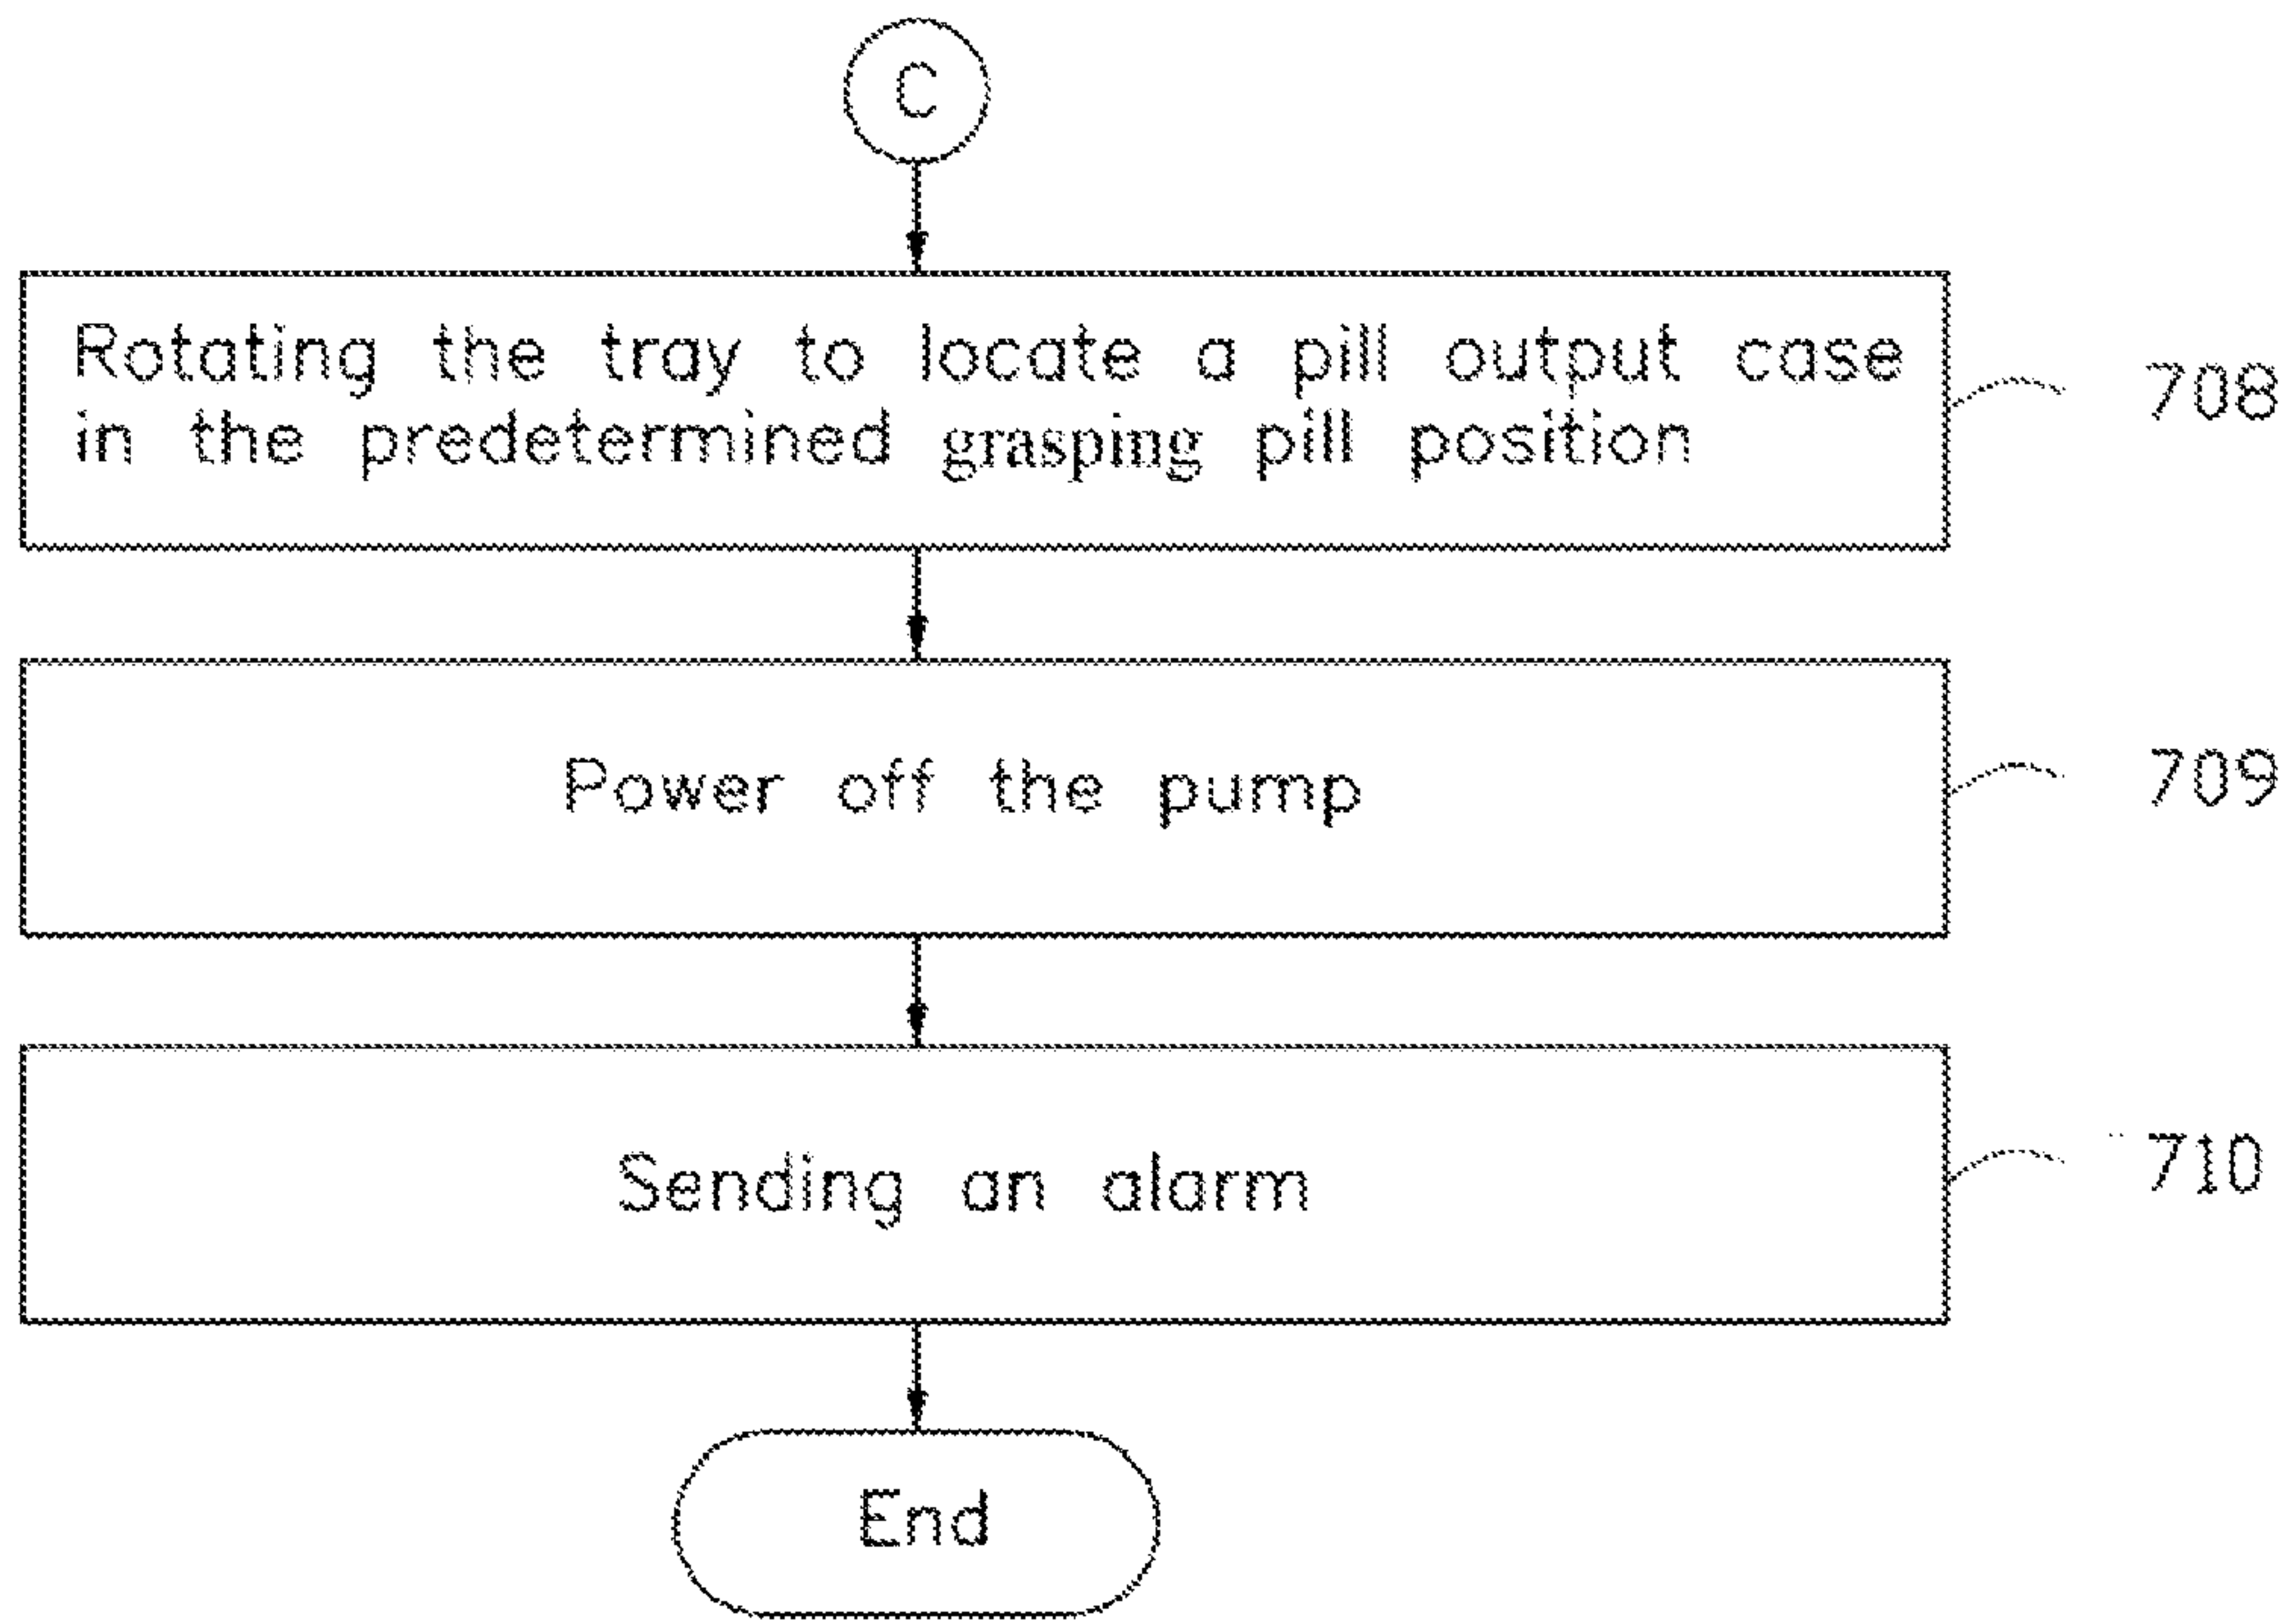 C
Rotating the tray to locate a pill output case
in the predetermined grasping pill position
708
Power off the pump
709
Sending an alarm
710
End